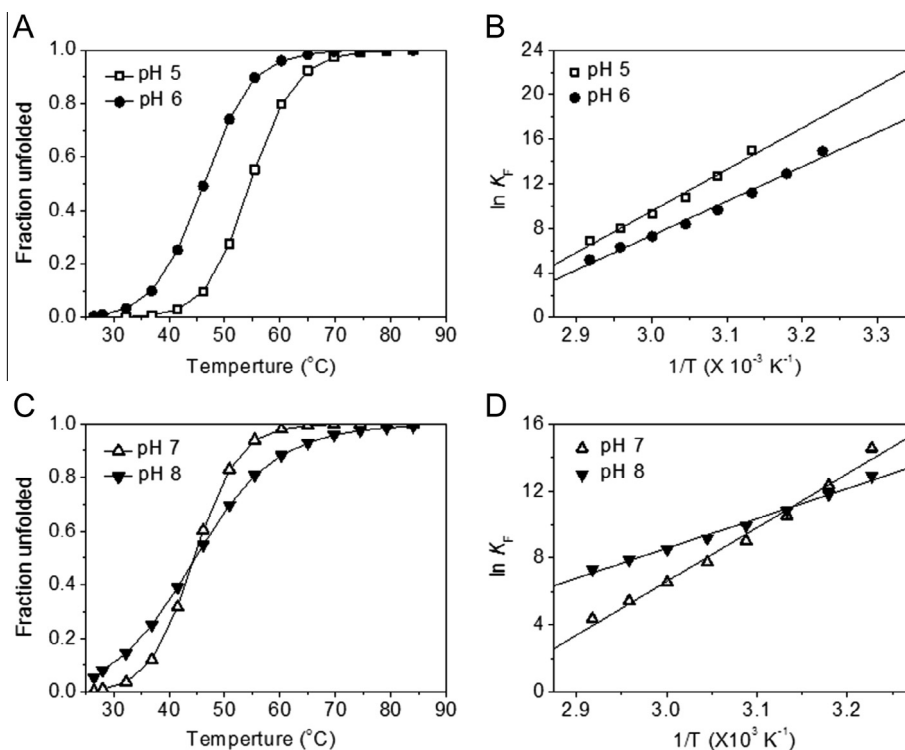 A
Fraction unfolded
1.0
0.8
0.6
0.4
0.2
0.0
pH 5
pH 6
30 40 50 60 70 80 90
Temperture (°C)
B
ln K_F
24
20
16
12
8
4
0
pH 5
pH 6
2.9 3.0 3.1 3.2 3.3
1/T (X 10⁻³ K⁻¹)
C
Fraction unfolded
1.0
0.8
0.6
0.4
0.2
0.0
pH 7
pH 8
30 40 50 60 70 80 90
Temperture (°C)
D
ln K_F
16
12
8
4
0
pH 7
pH 8
2.9 3.0 3.1 3.2
1/T (X10³ K⁻¹)